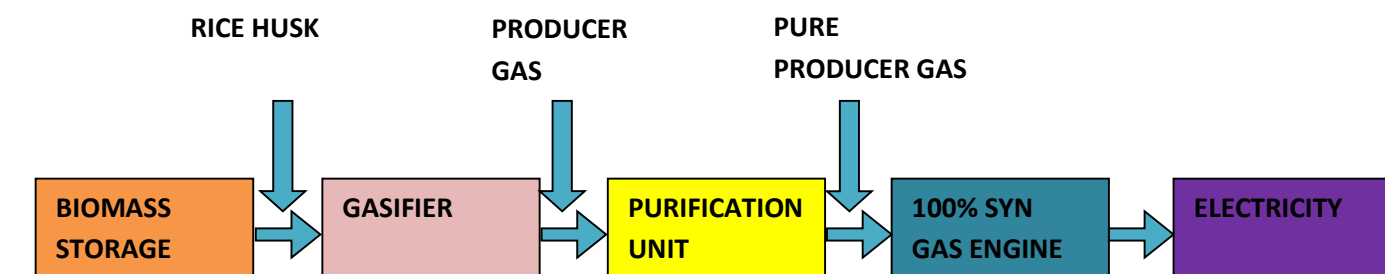 RICE HUSK
PRODUCER
GAS
PURE
PRODUCER GAS
BIOMASS
STORAGE
GASIFIER
PURIFICATION
UNIT
100% SYN
GAS ENGINE
ELECTRICITY